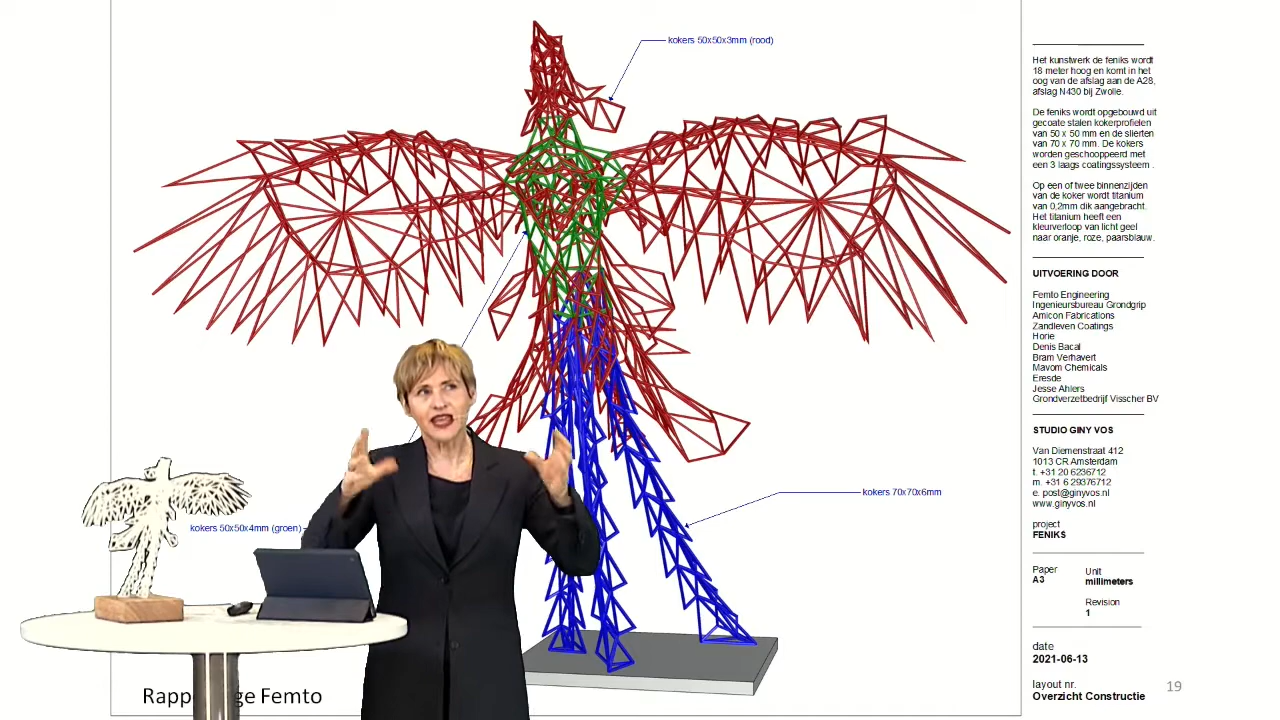 kokers 50x50x3mm (rood)
kokers 50x50x4mm (groen)
kokers 70x70x6mm
Het kunstwerk de feniks wordt
18 meter hoog en komt in het
oog van de afslag aan de A28,
afslag N430 bij Zwolle.
De feniks wordt opgebouwd uit
gecoate stalen kokerprofielen
van 50 x 50 mm en de slierten
van 70 x 70 mm. De kokers
worden geschooppeerd met
een 3 laags coatingssysteem .
Op een of twee binnenzijden
van de koker wordt titanium
van 0,2mm dik aangebracht.
Het titanium heeft een
kleurverloop van licht geel
naar oranje, roze, paarsblauw.
UITVOERING DOOR
Femto Engineering
Ingenieursbureau Grondgrip
Amicon Fabrications
Zandleven Coatings
Horie
Denis Bacal
Bram Verhavert
Mavom Chemicals
Eresde
Jesse Ahlers
Grondverzetbedrijf Visscher BV
STUDIO GINY VOS
Van Diemenstraat 412
1013 CR Amsterdam
t. +31 20 6236712
m. +31 6 29376712
e. post@ginyvos.nl
www.ginyvos.nl
project
FENIKS
Paper
A3
Unit
millimeters
Revision
1
date
2021-06-13
layout nr.
Overzicht Constructie
19
Rapp ge Femto